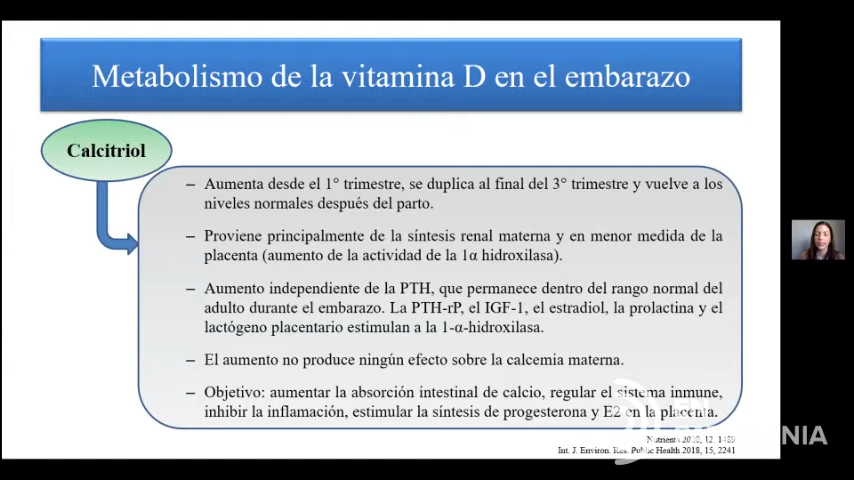 Metabolismo de la vitamina D en el embarazo
Calcitriol
– Aumenta desde el 1° trimestre, se duplica al final del 3° trimestre y vuelve a los
niveles normales después del parto.
– Proviene principalmente de la síntesis renal materna y en menor medida de la
placenta (aumento de la actividad de la 1α hidroxilasa).
– Aumento independiente de la PTH, que permanece dentro del rango normal del
adulto durante el embarazo. La PTH-rP, el IGF-1, el estradiol, la prolactina y el
lactógeno placentario estimulan a la 1-α-hidroxilasa.
– El aumento no produce ningún efecto sobre la calcemia materna.
– Objetivo: aumentar la absorción intestinal de calcio, regular el sistema inmune,
inhibir la inflamación, estimular la síntesis de progesterona y E2 en la placenta.
Nutrients 2020, 12, 1489
Int. J. Environ. Res. Public Health 2018, 15, 2241
EN